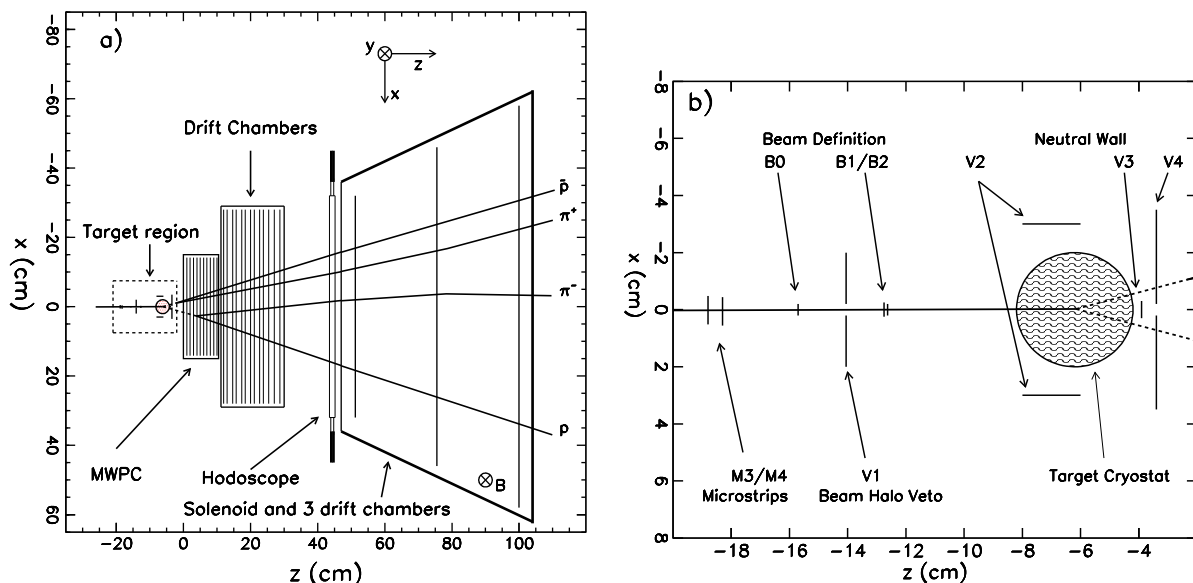 a)
y
z
x
Drift Chambers
Target region
p̄
π+
π−
p
MWPC
Hodoscope
Solenoid and 3 drift chambers
B
x (cm)
-80
-60
-40
-20
0
20
40
60
-20
0
20
40
60
80
100
z (cm)
b)
Beam Definition
Neutral Wall
B0
B1/B2
V2
V3
V4
M3/M4
Microstrips
V1
Beam Halo Veto
Target Cryostat
x (cm)
-8
-6
-4
-2
0
2
4
6
8
-18
-16
-14
-12
-10
-8
-6
-4
z (cm)